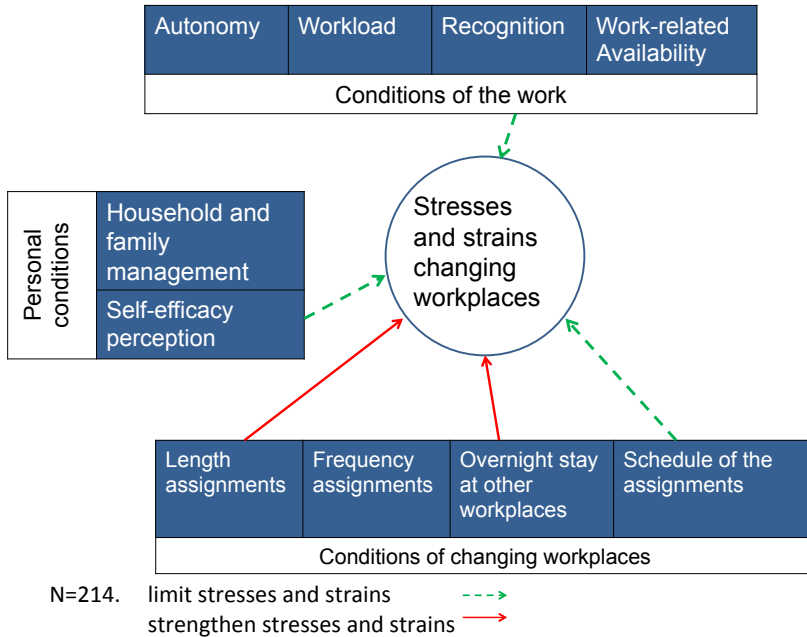 Autonomy
Workload
Recognition
Work-related
Availability
Conditions of the work
Personal
conditions
Household and
family
management
Self-efficacy
perception
Stresses
and strains
changing
workplaces
Length
assignments
Frequency
assignments
Overnight stay
at other
workplaces
Schedule of the
assignments
Conditions of changing workplaces
N=214. limit stresses and strains
strengthen stresses and strains